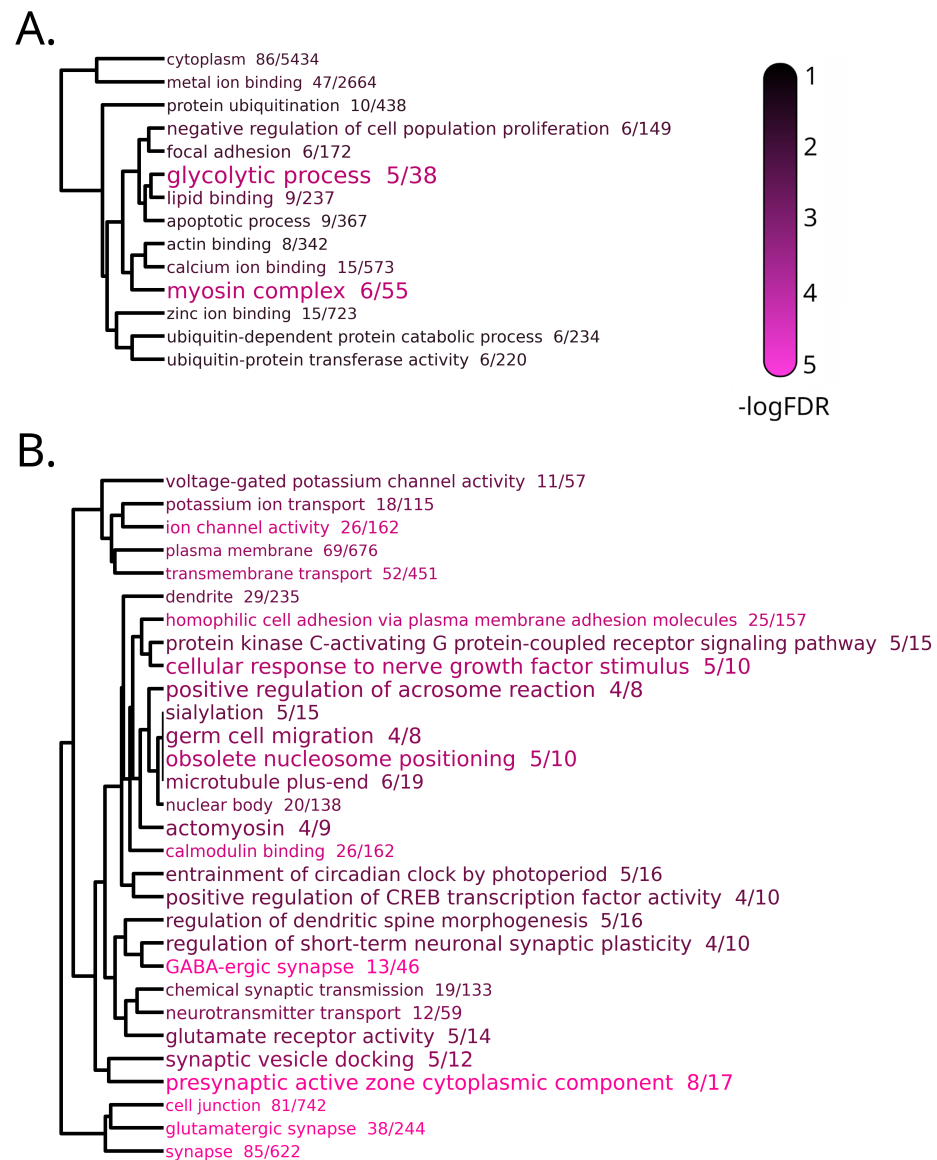 A.
cytoplasm 86/5434
metal ion binding 47/2664
protein ubiquitination 10/438
negative regulation of cell population proliferation 6/149
focal adhesion 6/172
glycolytic process 5/38
lipid binding 9/237
apoptotic process 9/367
actin binding 8/342
calcium ion binding 15/573
myosin complex 6/55
zinc ion binding 15/723
ubiquitin-dependent protein catabolic process 6/234
ubiquitin-protein transferase activity 6/220
1
2
3
4
5
-logFDR
B.
voltage-gated potassium channel activity 11/57
potassium ion transport 18/115
ion channel activity 26/162
plasma membrane 69/676
transmembrane transport 52/451
dendrite 29/235
homophilic cell adhesion via plasma membrane adhesion molecules 25/157
protein kinase C-activating G protein-coupled receptor signaling pathway 5/15
cellular response to nerve growth factor stimulus 5/10
positive regulation of acrosome reaction 4/8
sialylation 5/15
germ cell migration 4/8
obsolete nucleosome positioning 5/10
microtubule plus-end 6/19
nuclear body 20/138
actomyosin 4/9
calmodulin binding 26/162
entrainment of circadian clock by photoperiod 5/16
positive regulation of CREB transcription factor activity 4/10
regulation of dendritic spine morphogenesis 5/16
regulation of short-term neuronal synaptic plasticity 4/10
GABA-ergic synapse 13/46
chemical synaptic transmission 19/133
neurotransmitter transport 12/59
glutamate receptor activity 5/14
synaptic vesicle docking 5/12
presynaptic active zone cytoplasmic component 8/17
cell junction 81/742
glutamatergic synapse 38/244
synapse 85/622